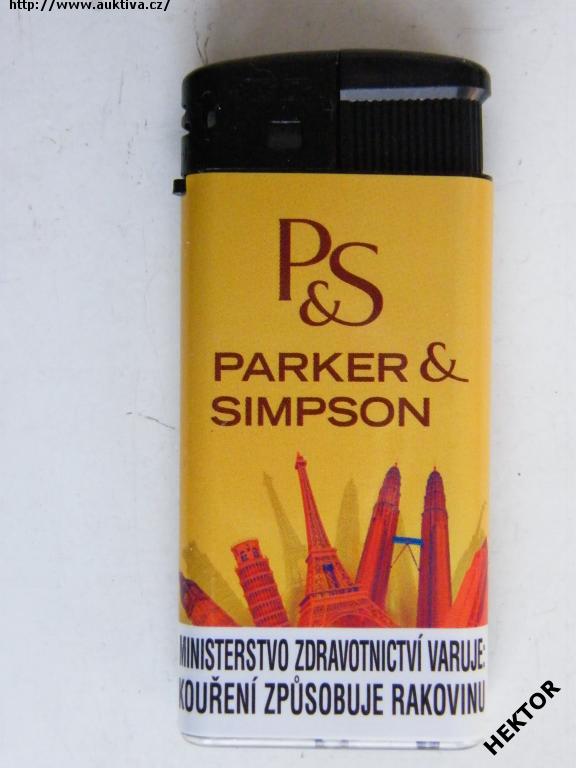 http://www.auktiva.cz/
P&S
PARKER &
SIMPSON
MINISTERSTVO ZDRAVOTNICTVÍ VARUJE:
KOUŘENÍ ZPŮSOBUJE RAKOVINU
HEKTOR